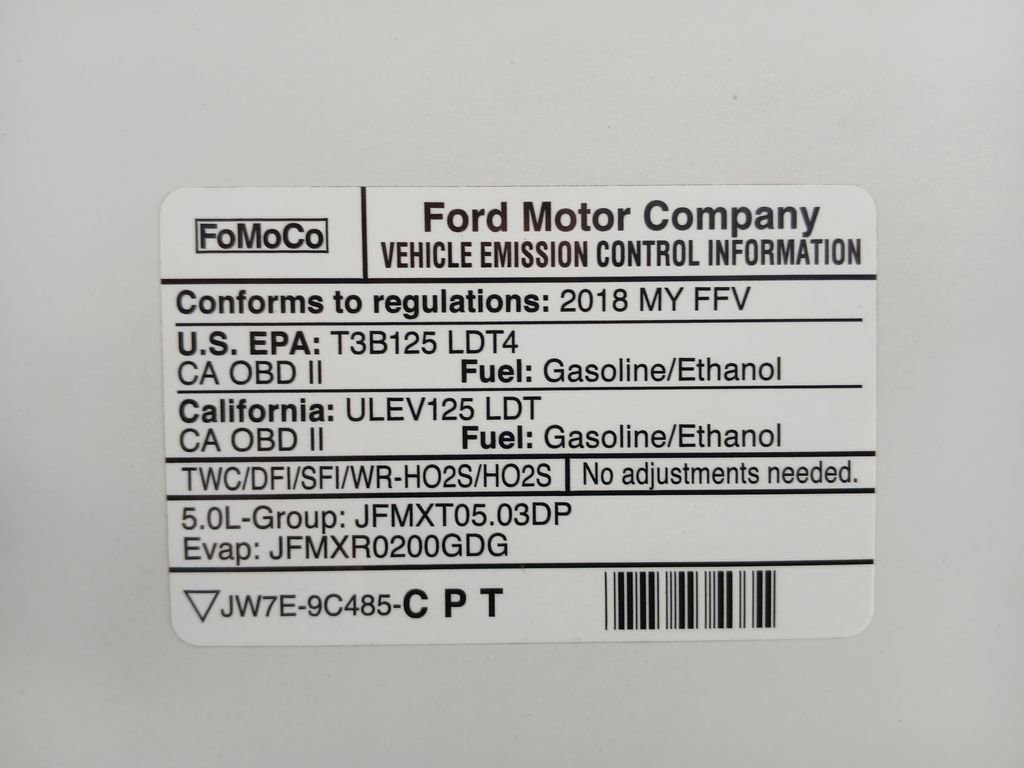 FoMoCo
Ford Motor Company
VEHICLE EMISSION CONTROL INFORMATION
Conforms to regulations: 2018 MY FFV
U.S. EPA: T3B125 LDT4
CA OBD II Fuel: Gasoline/Ethanol
California: ULEV125 LDT
CA OBD II Fuel: Gasoline/Ethanol
TWC/DFI/SFI/WR-HO2S/HO2S No adjustments needed.
5.0L-Group: JFMXT05.03DP
Evap: JFMXR0200GDG
▽JW7E-9C485-C P T